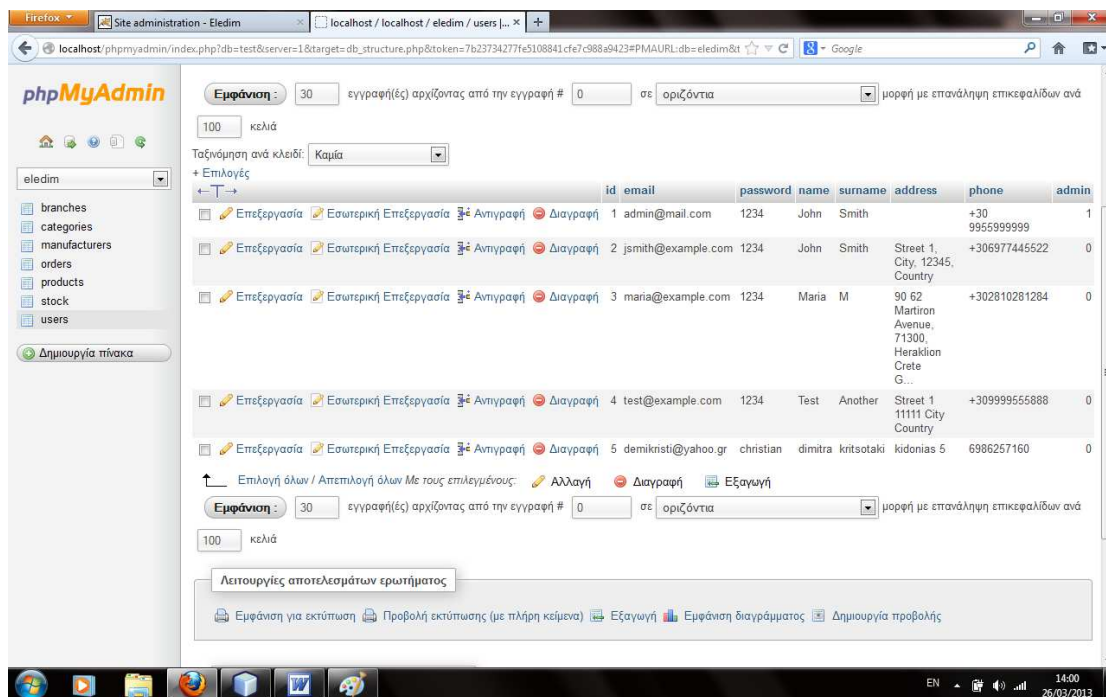 Firefox
Site administration - Eledim
localhost / localhost / eledim / users |...
localhost/phpmyadmin/index.php?db=test&server=1&target=db_structure.php&token=7b23734277fe5108841cfe7c988a9423#PMAURL:db=eledim&t
Google
phpMyAdmin
eledim
branches
categories
manufacturers
orders
products
stock
users
Δημιουργία πίνακα
Εμφάνιση : 30 εγγραφή(ές) αρχίζοντας από την εγγραφή # 0 σε οριζόντια μορφή με επανάληψη επικεφαλίδων ανά
100 κελιά
Ταξινόμηση ανά κλειδί: Καμία
+ Επιλογές
←T→ id email password name surname address phone admin
Επεξεργασία Εσωτερική Επεξεργασία Αντιγραφή Διαγραφή 1 admin@mail.com 1234 John Smith +30 9955999999 1
Επεξεργασία Εσωτερική Επεξεργασία Αντιγραφή Διαγραφή 2 jsmith@example.com 1234 John Smith Street 1, City, 12345, Country +306977445522 0
Επεξεργασία Εσωτερική Επεξεργασία Αντιγραφή Διαγραφή 3 maria@example.com 1234 Maria M 90 62 Martiron Avenue, 71300, Heraklion Crete G... +302810281284 0
Επεξεργασία Εσωτερική Επεξεργασία Αντιγραφή Διαγραφή 4 test@example.com 1234 Test Another Street 1 11111 City Country +309999555888 0
Επεξεργασία Εσωτερική Επεξεργασία Αντιγραφή Διαγραφή 5 demikristi@yahoo.gr christian dimitra kritsotaki kidonias 5 6986257160 0
Επιλογή όλων / Απεπιλογή όλων Με τους επιλεγμένους: Αλλαγή Διαγραφή Εξαγωγή
Εμφάνιση : 30 εγγραφή(ές) αρχίζοντας από την εγγραφή # 0 σε οριζόντια μορφή με επανάληψη επικεφαλίδων ανά
100 κελιά
Λειτουργίες αποτελεσμάτων ερωτήματος
Εμφάνιση για εκτύπωση Προβολή εκτύπωσης (με πλήρη κείμενα) Εξαγωγή Εμφάνιση διαγράμματος Δημιουργία προβολής
EN
14:00
26/03/2013